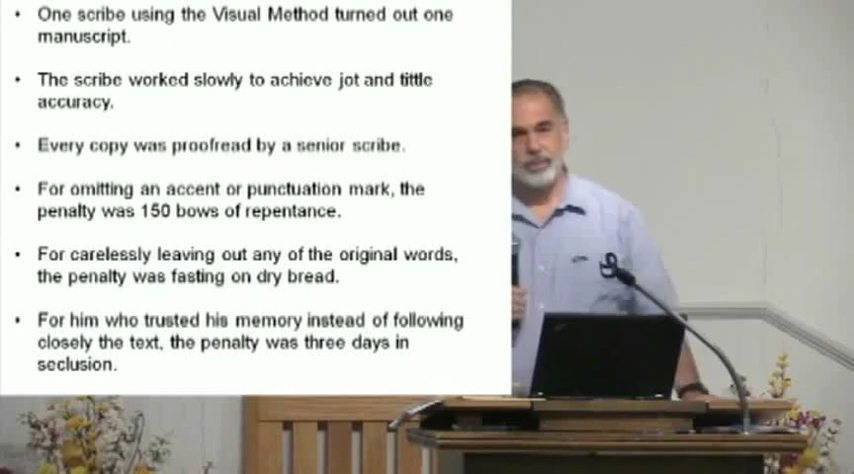 • One scribe using the Visual Method turned out one
manuscript.
• The scribe worked slowly to achieve jot and tittle
accuracy.
• Every copy was proofread by a senior scribe.
• For omitting an accent or punctuation mark, the
penalty was 150 bows of repentance.
• For carelessly leaving out any of the original words,
the penalty was fasting on dry bread.
• For him who trusted his memory instead of following
closely the text, the penalty was three days in
seclusion.